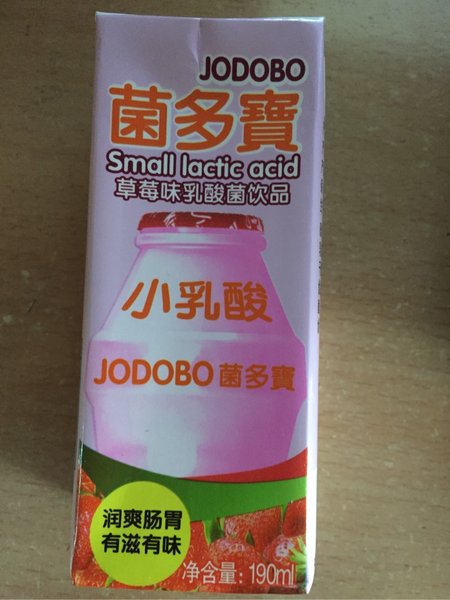 JODOBO
菌多寶
Small lactic acid
草莓味乳酸菌饮品
小乳酸
JODOBO 菌多寶
润爽肠胃
有滋有味
净含量: 190ml